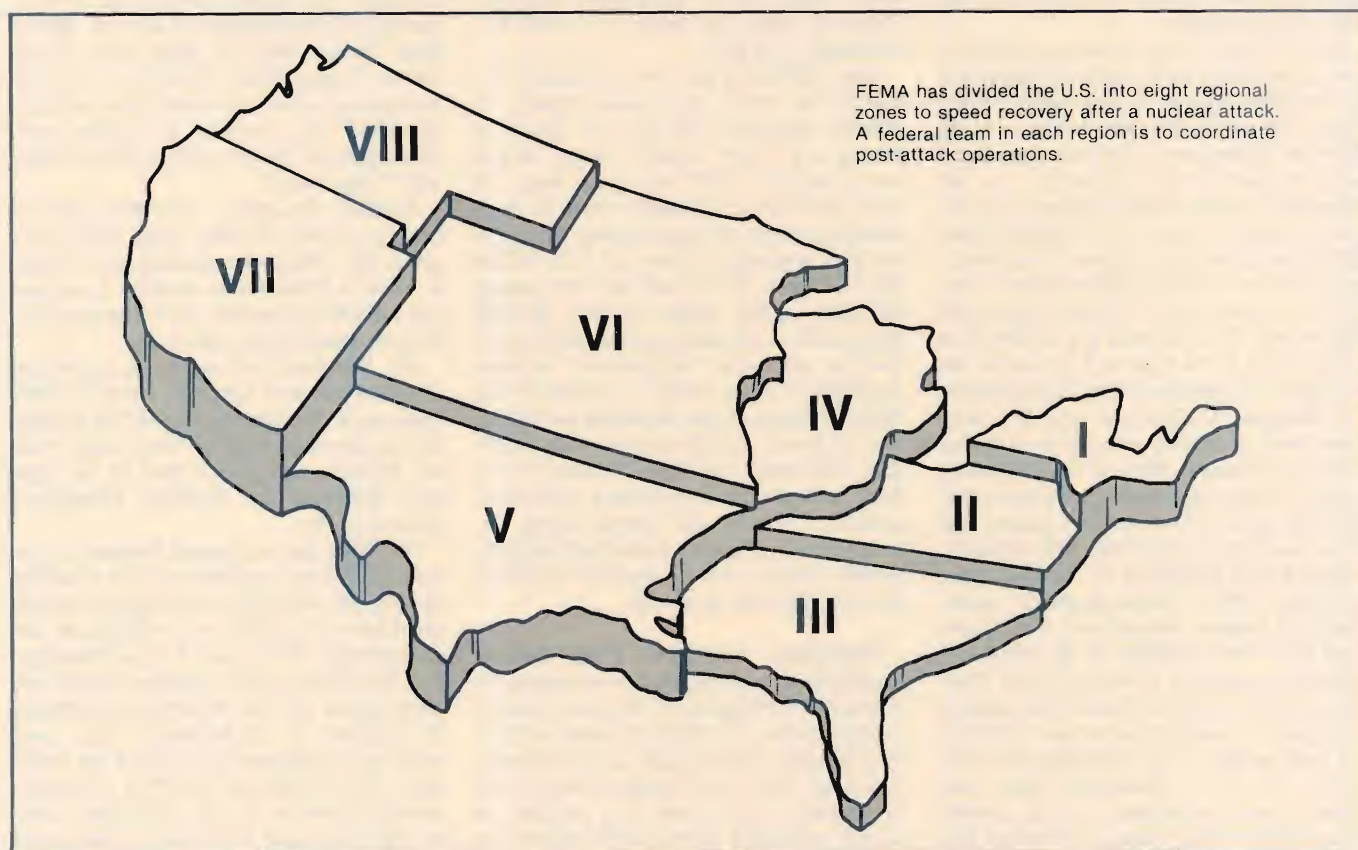 FEMA has divided the U.S. into eight regional
zones to speed recovery after a nuclear attack.
A federal team in each region is to coordinate
post-attack operations.
VIII
VII
VI
IV
I
V
II
III